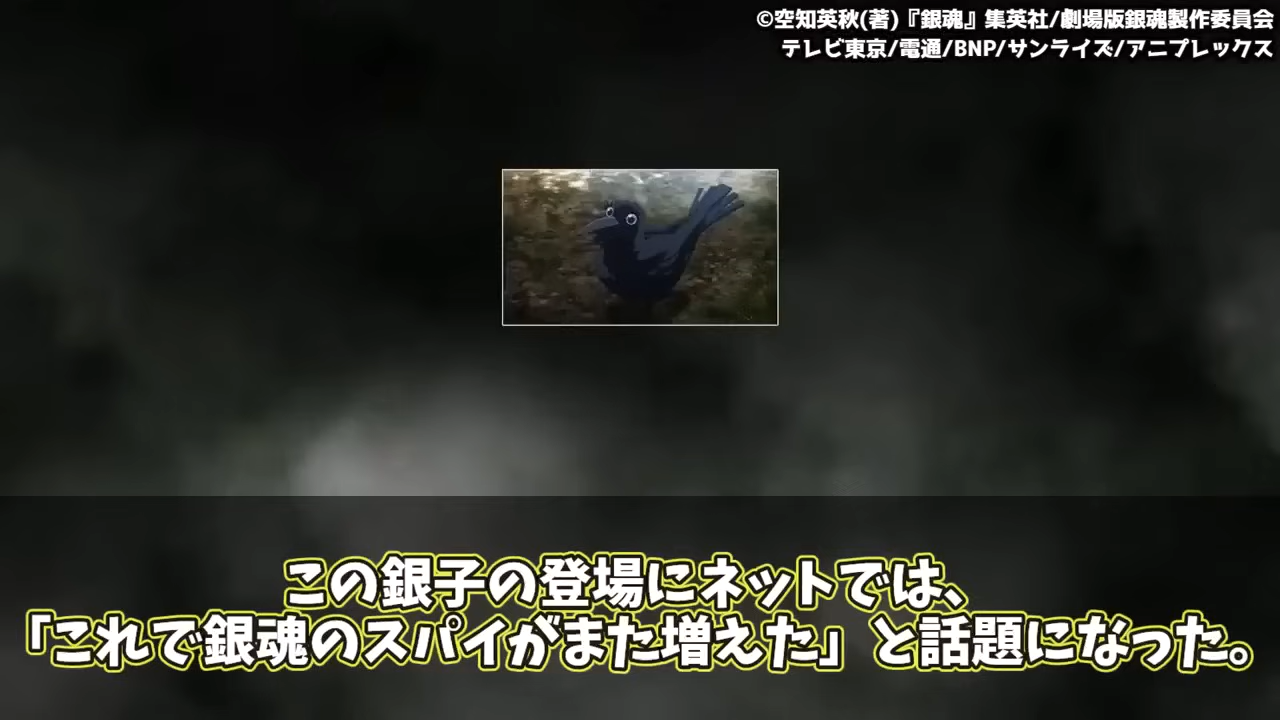 ©空知英秋(著)『銀魂』集英社/劇場版銀魂製作委員会
テレビ東京/電通/BNP/サンライズ/アニプレックス
この銀子の登場にネットでは、
「これで銀魂のスパイがまた増えた」と話題になった。